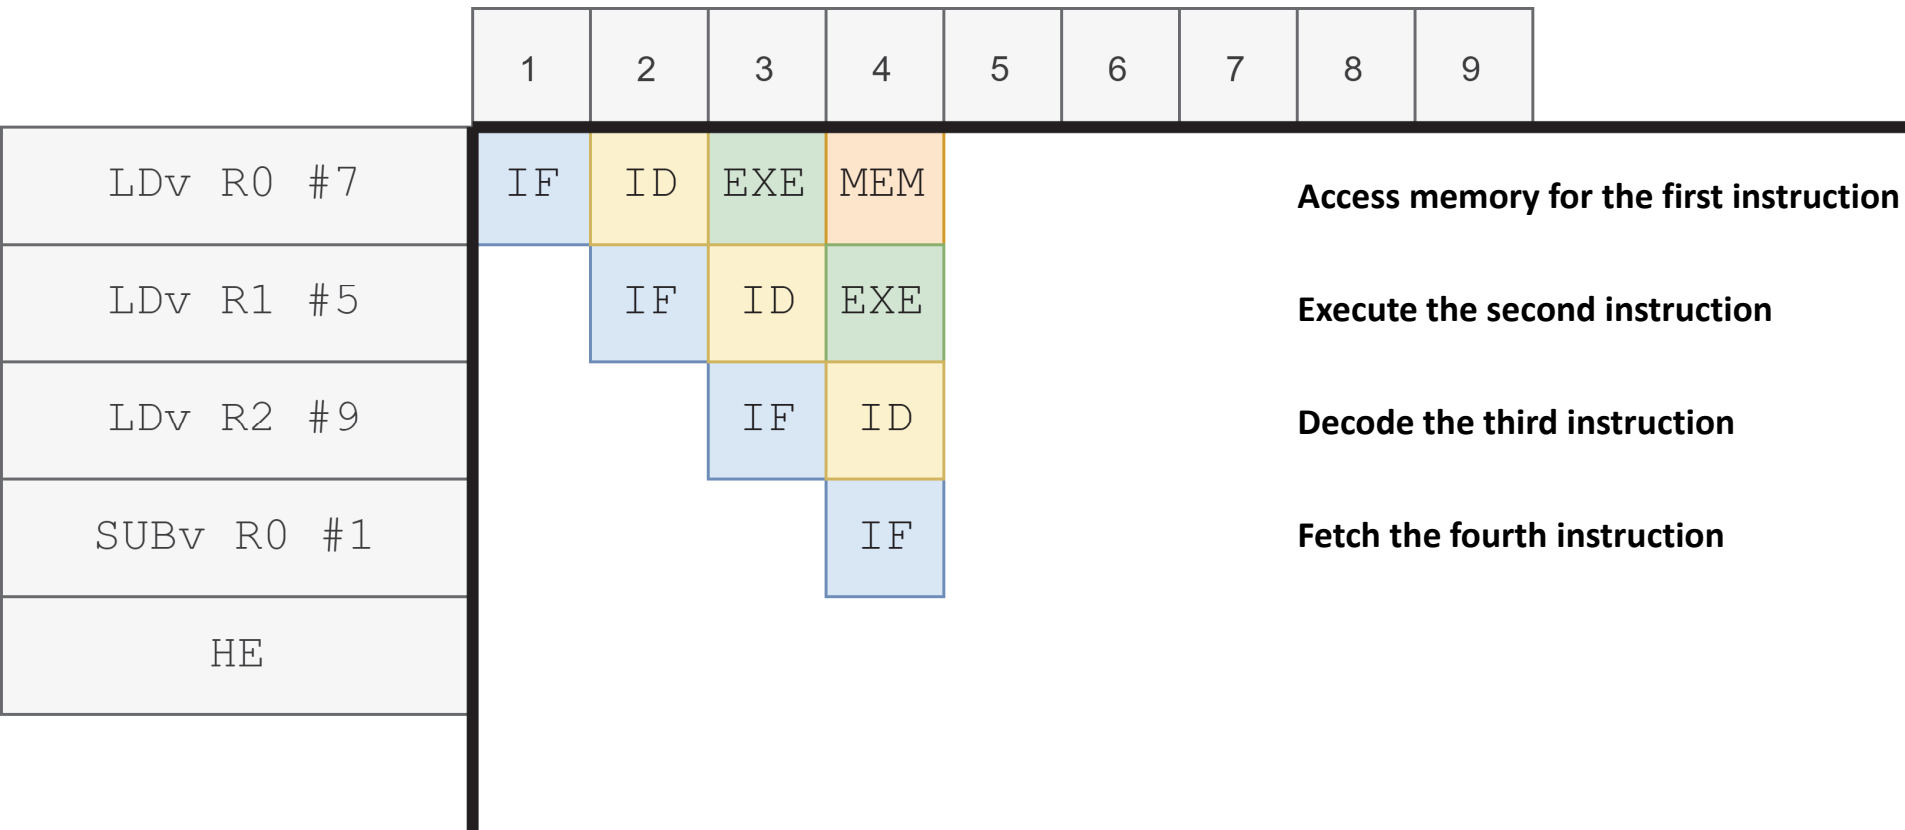 1 2 3 4 5 6 7 8 9
LDv R0 #7 IF ID EXE MEM Access memory for the first instruction
LDv R1 #5 IF ID EXE Execute the second instruction
LDv R2 #9 IF ID Decode the third instruction
SUBv R0 #1 IF Fetch the fourth instruction
HE